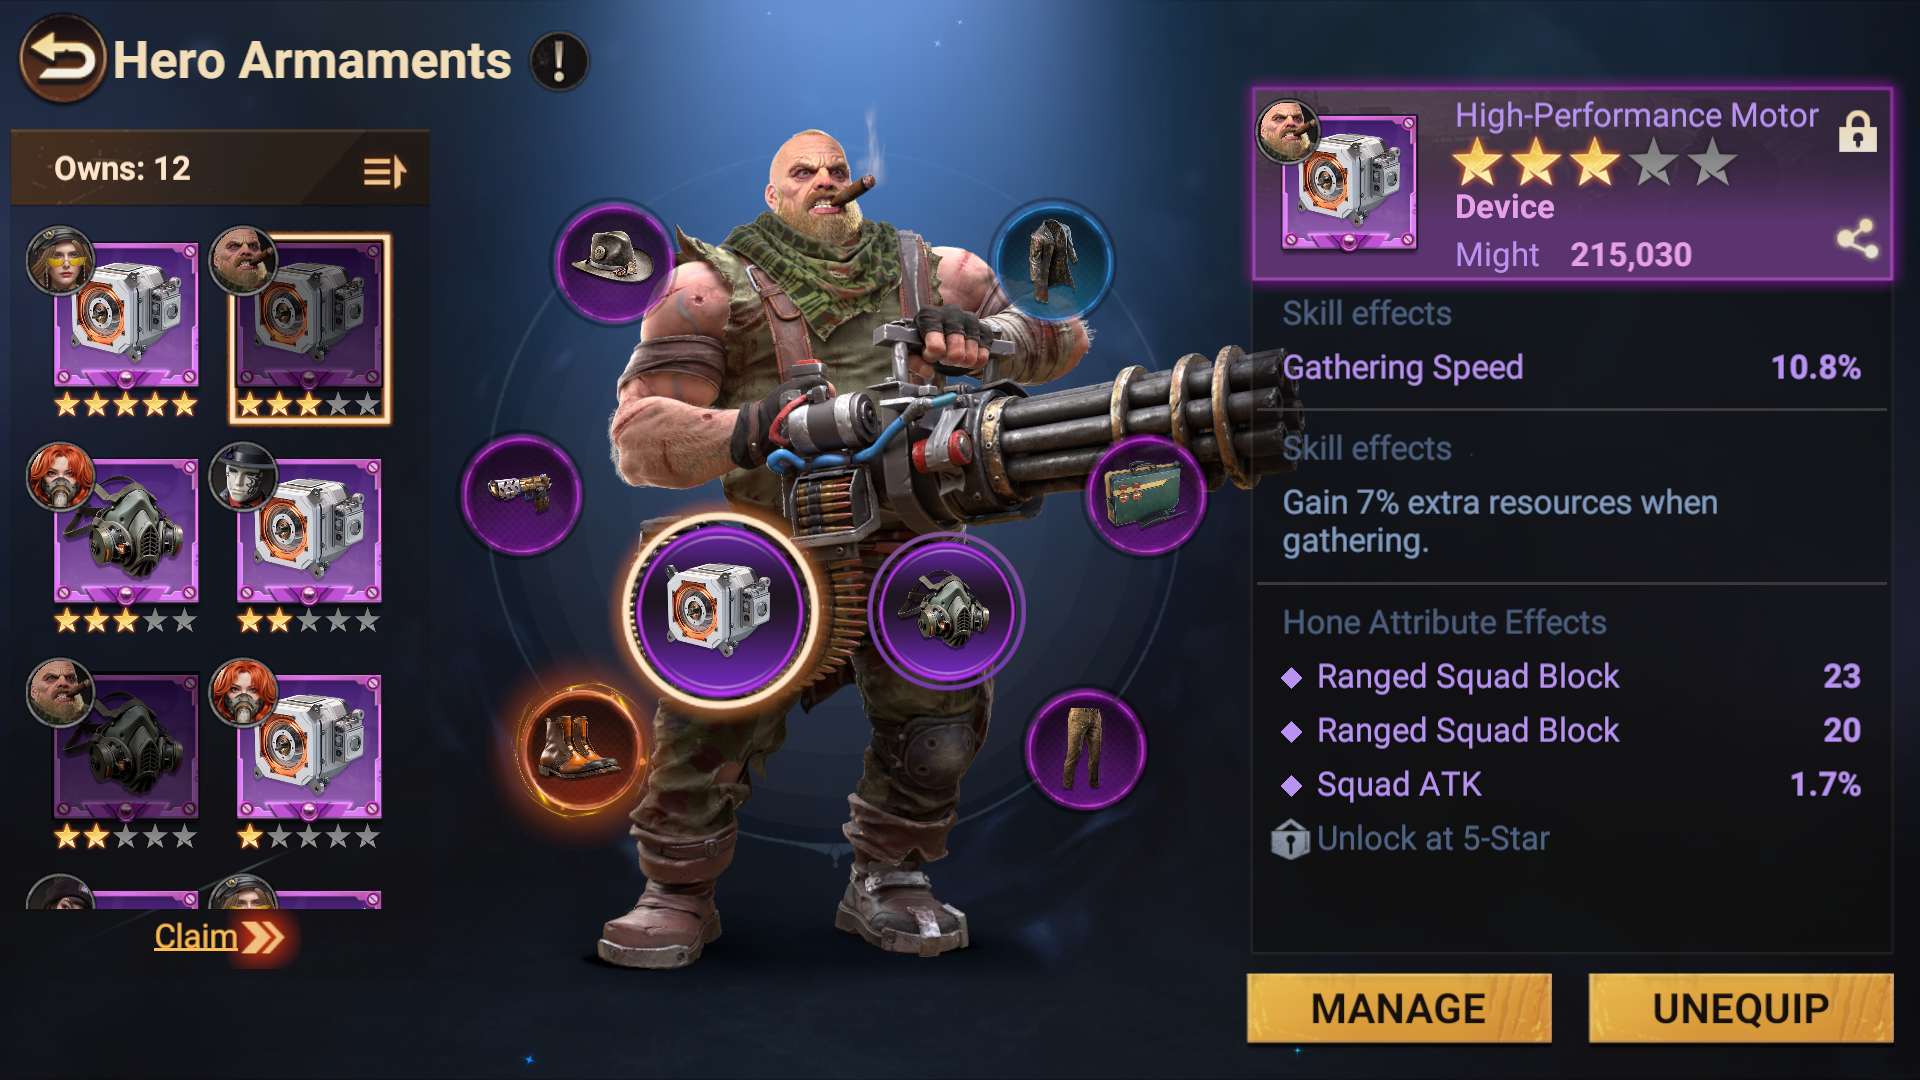 Hero Armaments
Owns: 12
Claim
High-Performance Motor
Device
Might 215,030
Skill effects
Gathering Speed 10.8%
Skill effects
Gain 7% extra resources when
gathering.
Hone Attribute Effects
Ranged Squad Block 23
Ranged Squad Block 20
Squad ATK 1.7%
Unlock at 5-Star
MANAGE
UNEQUIP